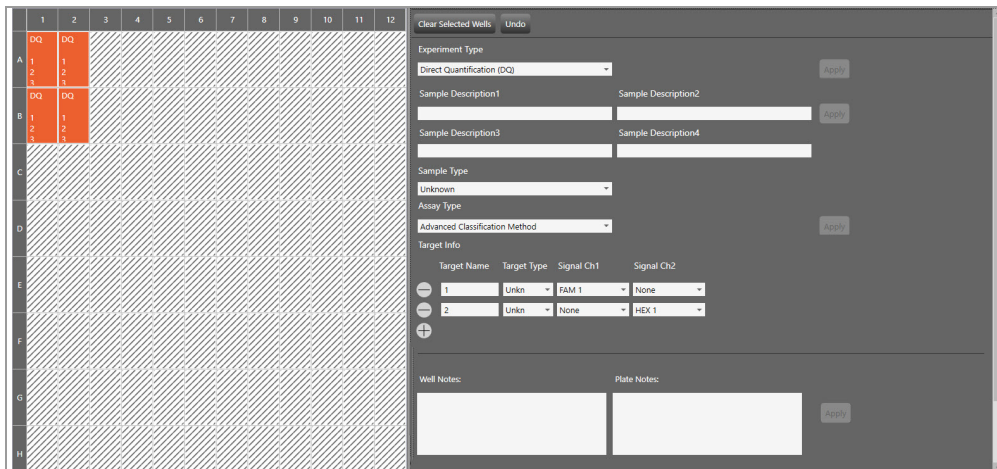 1 2 3 4 5 6 7 8 9 10 11 12
A
DQ DQ
1 1
2 2
3 3
B
DQ DQ
1 1
2 2
3 3
C
D
E
F
G
H
Clear Selected Wells Undo
Experiment Type
Direct Quantification (DQ) Apply
Sample Description1 Sample Description2
Apply
Sample Description3 Sample Description4
Sample Type
Unknown
Assay Type
Advanced Classification Method Apply
Target Info
Target Name Target Type Signal Ch1 Signal Ch2
1 Unkn FAM 1 None
2 Unkn None HEX 1
Well Notes: Plate Notes:
Apply